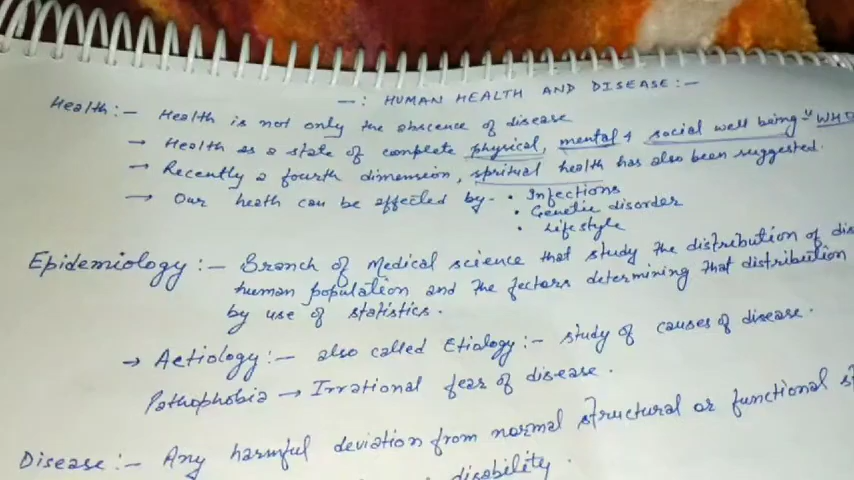 -: HUMAN HEALTH AND DISEASE:-
Health:- Health is not only the abscence of disease
→ Health as a state of complete physical, mental & social well being-"WHO
→ Recently a fourth dimension, spritual health has also been suggested.
→ Our heath can be affected by- • Infections
• Genetic disorder
• Lifestyle
Epidemiology:- Branch of Medical science that study the distribution of dis
human population and the factors determining that distribution
by use of statistics.
→ Aetiology:- also called Etiology:- study of causes of disease.
Pathophobia → Irrational fear of disease.
Disease:- Any harmful deviation from normal structural or functional st
disability.